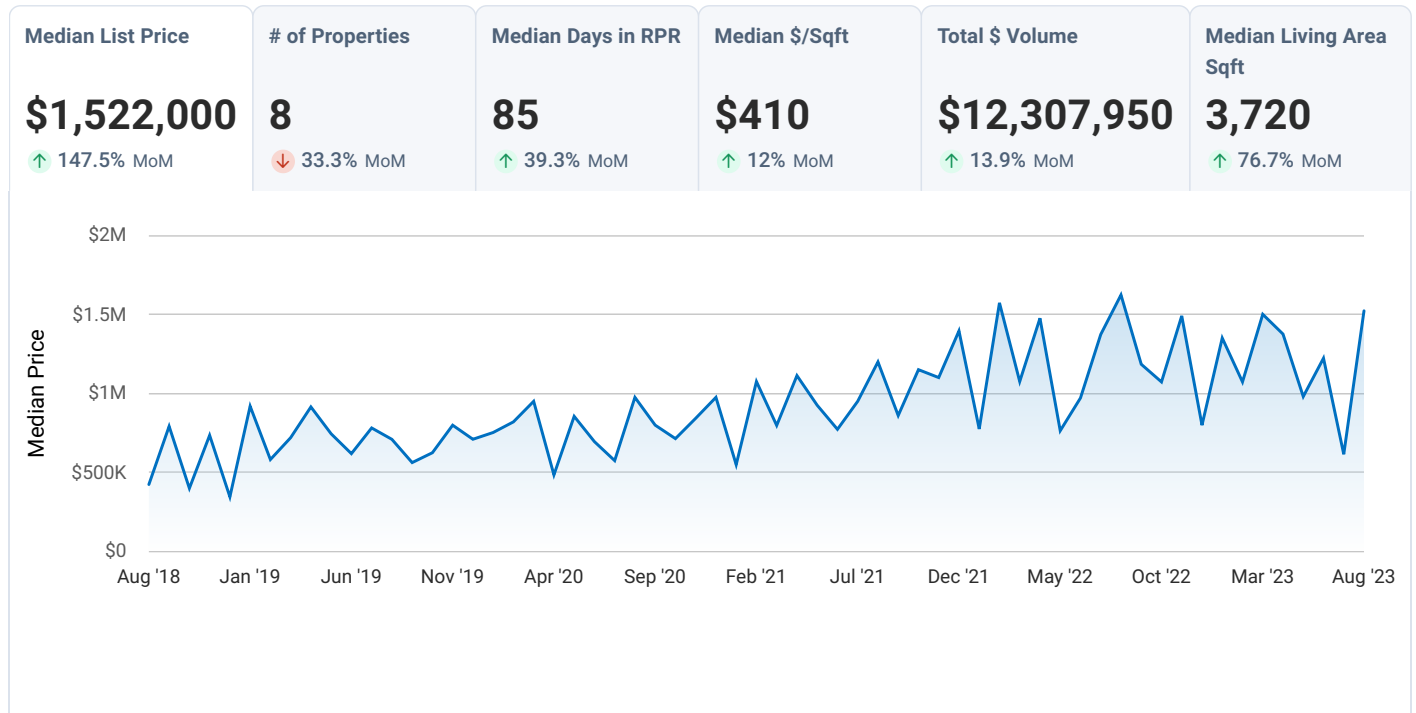 Median List Price
$1,522,000
147.5% MoM
# of Properties
8
33.3% MoM
Median Days in RPR
85
39.3% MoM
Median $/Sqft
$410
12% MoM
Total $ Volume
$12,307,950
13.9% MoM
Median Living Area
Sqft
3,720
76.7% MoM
Median Price
$2M
$1.5M
$1M
$500K
$0
Aug '18 Jan '19 Jun '19 Nov '19 Apr '20 Sep '20 Feb '21 Jul '21 Dec '21 May '22 Oct '22 Mar '23 Aug '23